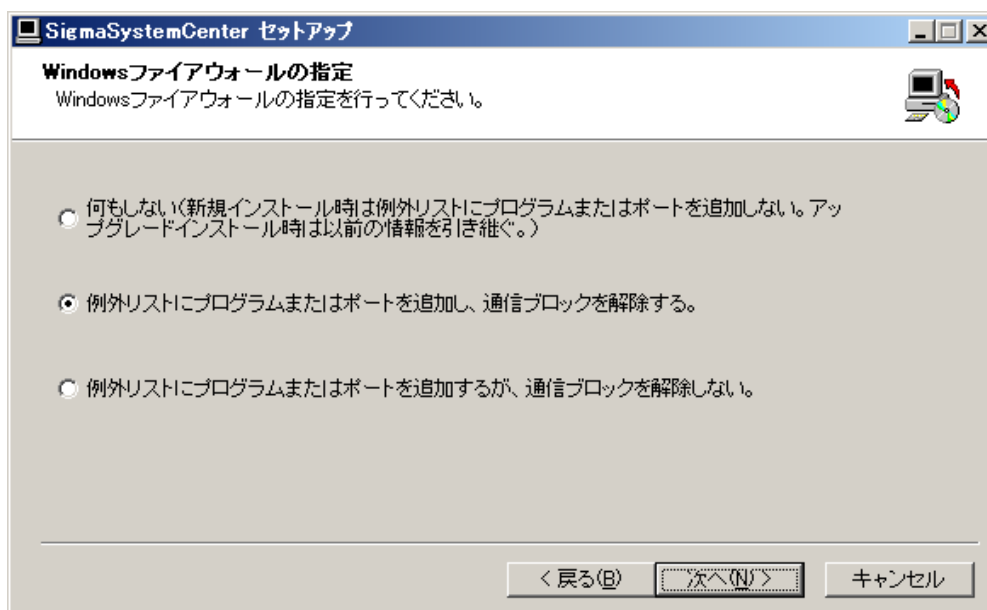 SigmaSystemCenter セットアップ
Windowsファイアウォールの指定
Windowsファイアウォールの指定を行ってください。
何もしない(新規インストール時は例外リストにプログラムまたはポートを追加しない。アッ
プグレードインストール時は以前の情報を引き継ぐ。)
例外リストにプログラムまたはポートを追加し、通信ブロックを解除する。
例外リストにプログラムまたはポートを追加するが、通信ブロックを解除しない。
< 戻る(B)
次へ(N) >
キャンセル